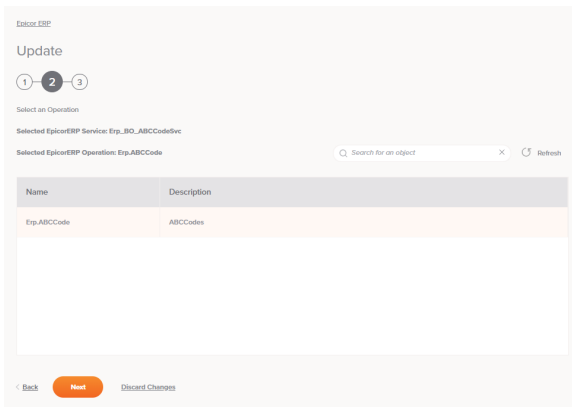 Epicor ERP
Update
1 2 3
Select an Operation
Selected EpicorERP Service: Erp_BO_ABCCodeSvc
Selected EpicorERP Operation: Erp.ABCCode
Search for an object Refresh
Name Description
Erp.ABCCode ABCCodes
Back Next Discard Changes